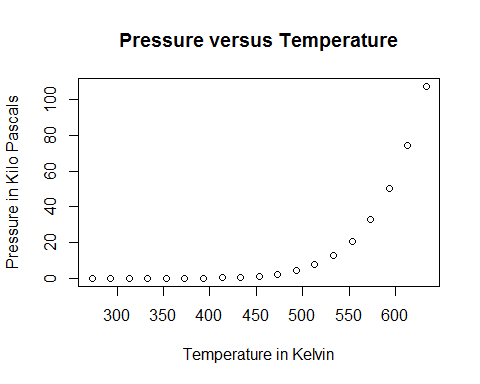 Pressure versus Temperature
Pressure in Kilo Pascals
100
80
60
40
20
0
300 350 400 450 500 550 600
Temperature in Kelvin